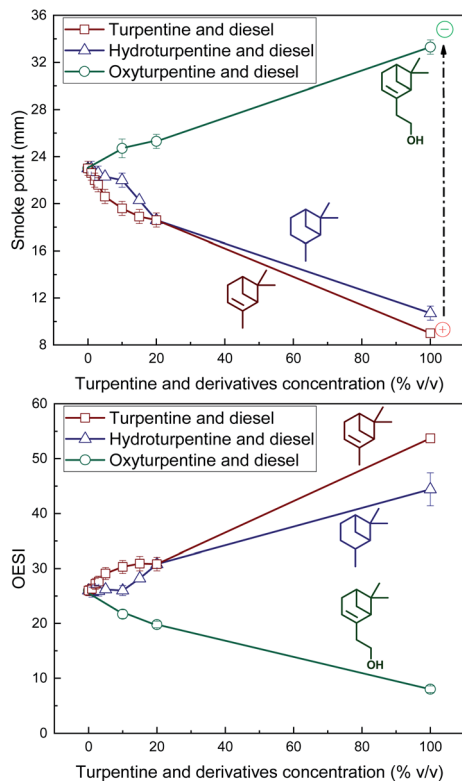 36
32
28
24
20
16
12
8
Smoke point (mm)
Turpentine and diesel
Hydroturpentine and diesel
Oxyturpentine and diesel
−
OH
+
0 20 40 60 80 100
Turpentine and derivatives concentration (% v/v)
60
50
40
30
20
10
0
OESI
Turpentine and diesel
Hydroturpentine and diesel
Oxyturpentine and diesel
OH
0 20 40 60 80 100
Turpentine and derivatives concentration (% v/v)